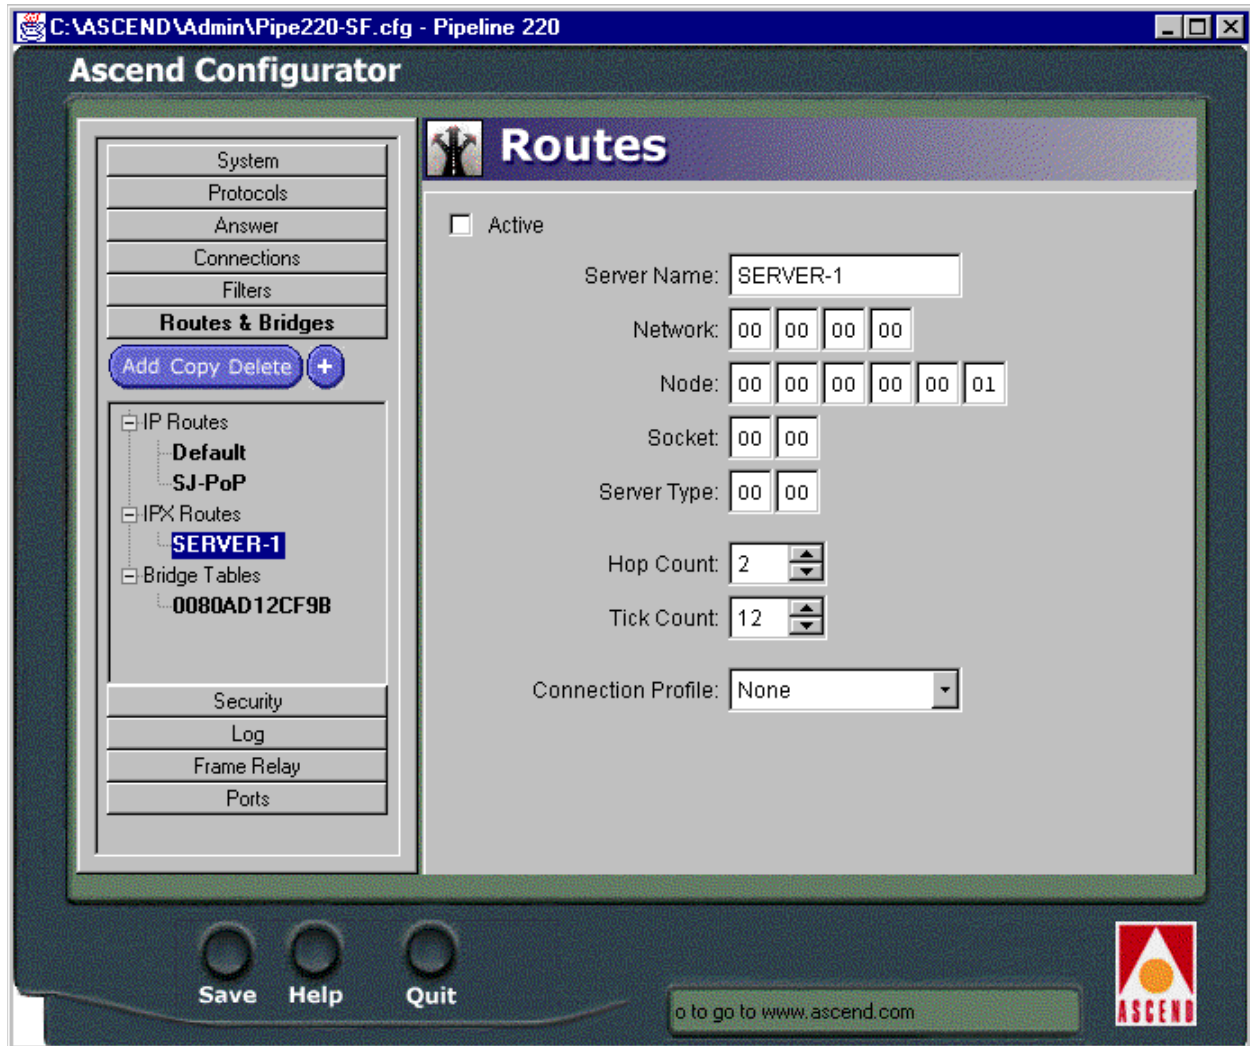 C:\ASCEND\Admin\Pipe220-SF.cfg - Pipeline 220
Ascend Configurator
System
Protocols
Answer
Connections
Filters
Routes & Bridges
Add Copy Delete +
IP Routes
Default
SJ-PoP
IPX Routes
SERVER-1
Bridge Tables
0080AD12CF9B
Security
Log
Frame Relay
Ports
Routes
Active
Server Name: SERVER-1
Network: 00 00 00 00
Node: 00 00 00 00 00 01
Socket: 00 00
Server Type: 00 00
Hop Count: 2
Tick Count: 12
Connection Profile: None
Save Help Quit
o to go to www.ascend.com
ASCEND